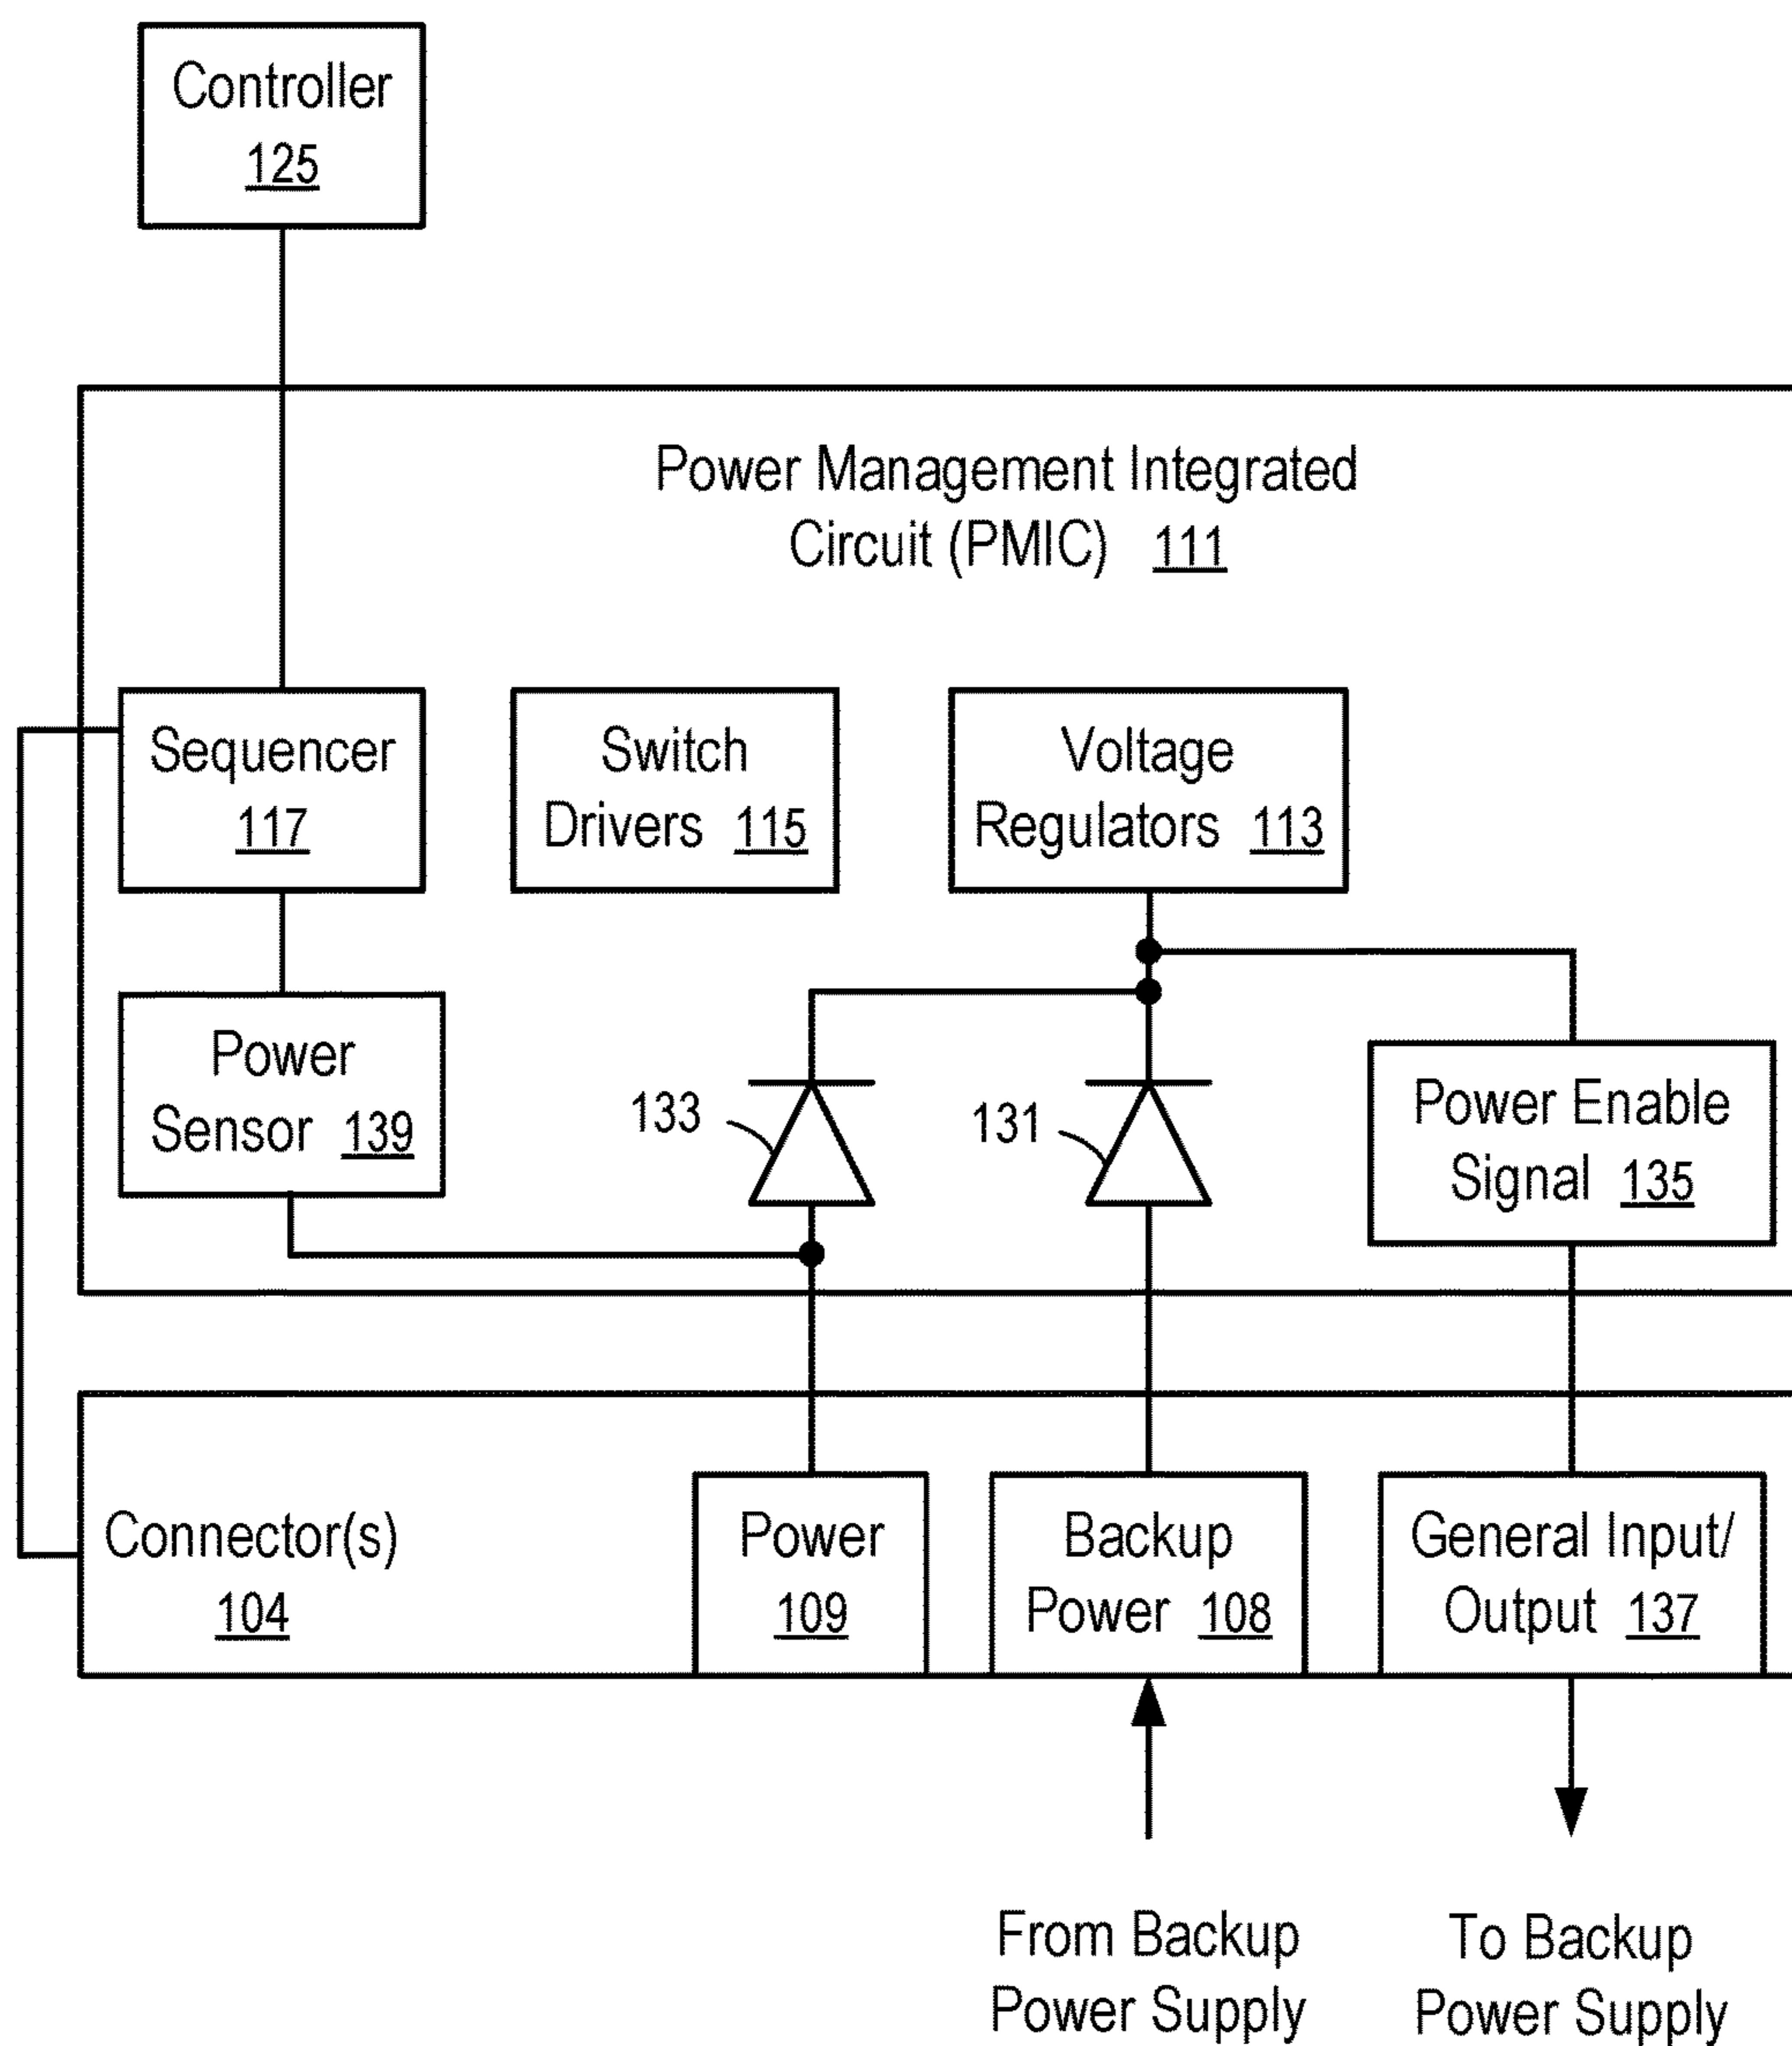 Controller
125
Power Management Integrated
Circuit (PMIC) 111
Sequencer
117
Switch
Drivers 115
Voltage
Regulators 113
Power
Sensor 139
133
131
Power Enable
Signal 135
Connector(s)
104
Power
109
Backup
Power 108
General Input/
Output 137
From Backup
Power Supply
To Backup
Power Supply